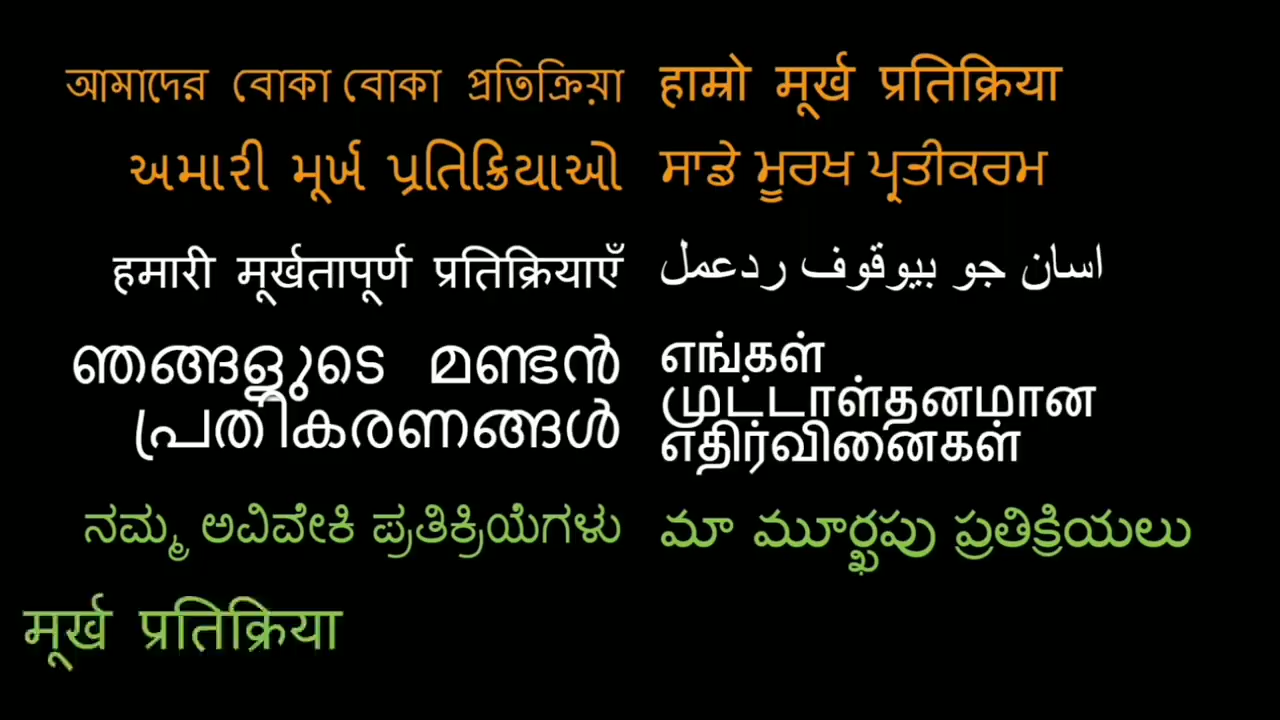 আমাদের বোকা বোকা প্রতিক্রিয়া
हाम्रो मूर्ख प्रतिक्रिया
અમારી મૂર્ખ પ્રતિક્રિયાઓ
ਸਾਡੇ ਮੂਰਖ ਪ੍ਰਤੀਕਰਮ
हमारी मूर्खतापूर्ण प्रतिक्रियाएँ
اسان جو بيوقوف ردعمل
ഞങ്ങളുടെ മണ്ടൻ
പ്രതികരണങ്ങൾ
எங்கள்
முட்டாள்தனமான
எதிர்வினைகள்
ನಮ್ಮ ಅವಿವೇಕಿ ಪ್ರತಿಕ್ರಿಯೆಗಳು
మా మూర్ఖపు ప్రతిక్రియలు
मूर्ख प्रतिक्रिया